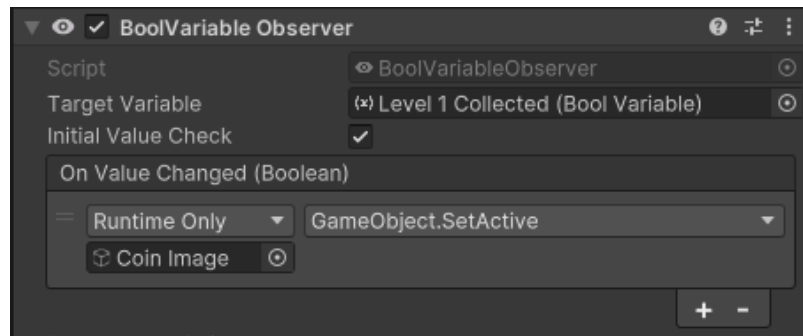 BoolVariable Observer
Script BoolVariableObserver
Target Variable (x) Level 1 Collected (Bool Variable)
Initial Value Check
On Value Changed (Boolean)
Runtime Only GameObject.SetActive
Coin Image